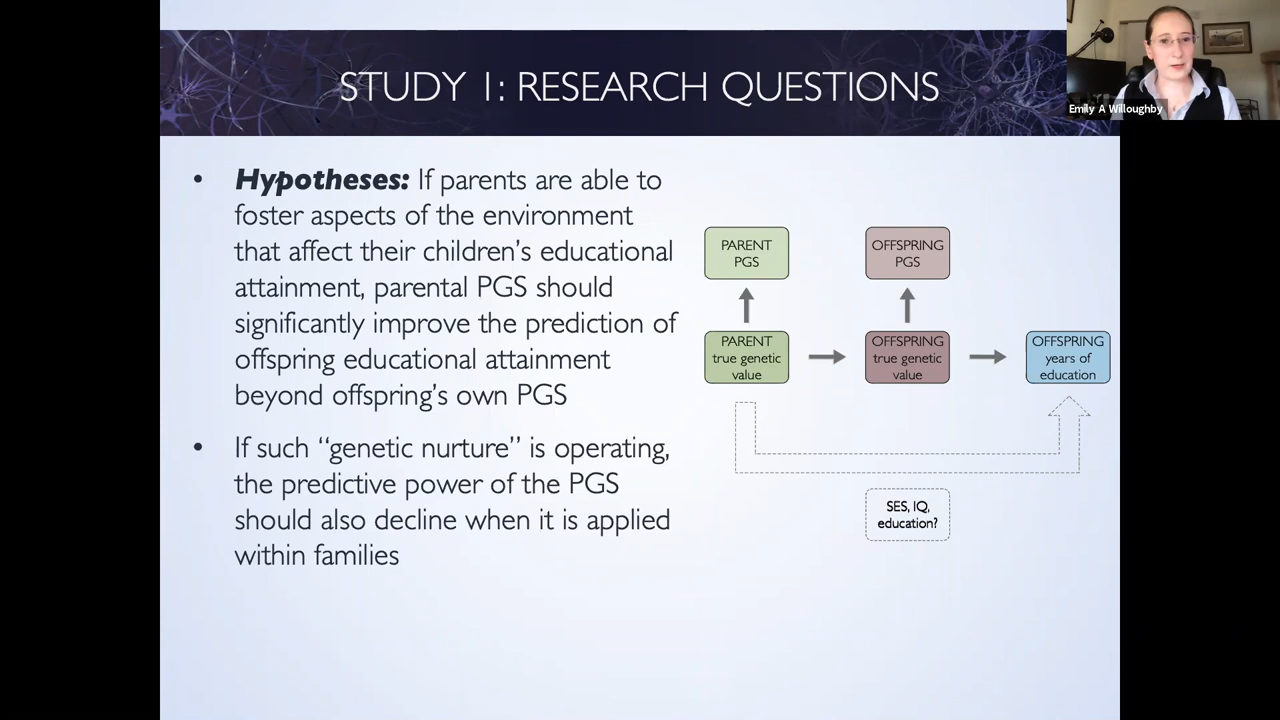 STUDY 1: RESEARCH QUESTIONS
Emily A Willoughby
• Hypotheses: If parents are able to
foster aspects of the environment
that affect their children's educational
attainment, parental PGS should
significantly improve the prediction of
offspring educational attainment
beyond offspring's own PGS
• If such “genetic nurture” is operating,
the predictive power of the PGS
should also decline when it is applied
within families
PARENT
PGS
OFFSPRING
PGS
PARENT
true genetic
value
OFFSPRING
true genetic
value
OFFSPRING
years of
education
SES, IQ,
education?